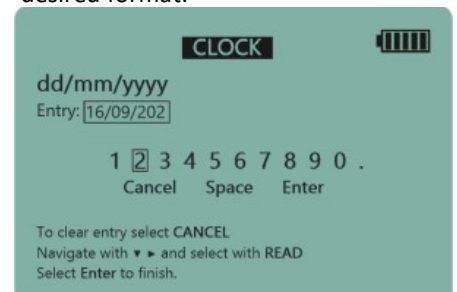 desired format.
CLOCK
dd/mm/yyyy
Entry: 16/09/202
1 2 3 4 5 6 7 8 9 0 .
Cancel Space Enter
To clear entry select CANCEL
Navigate with ▾ ▸ and select with READ
Select Enter to finish.